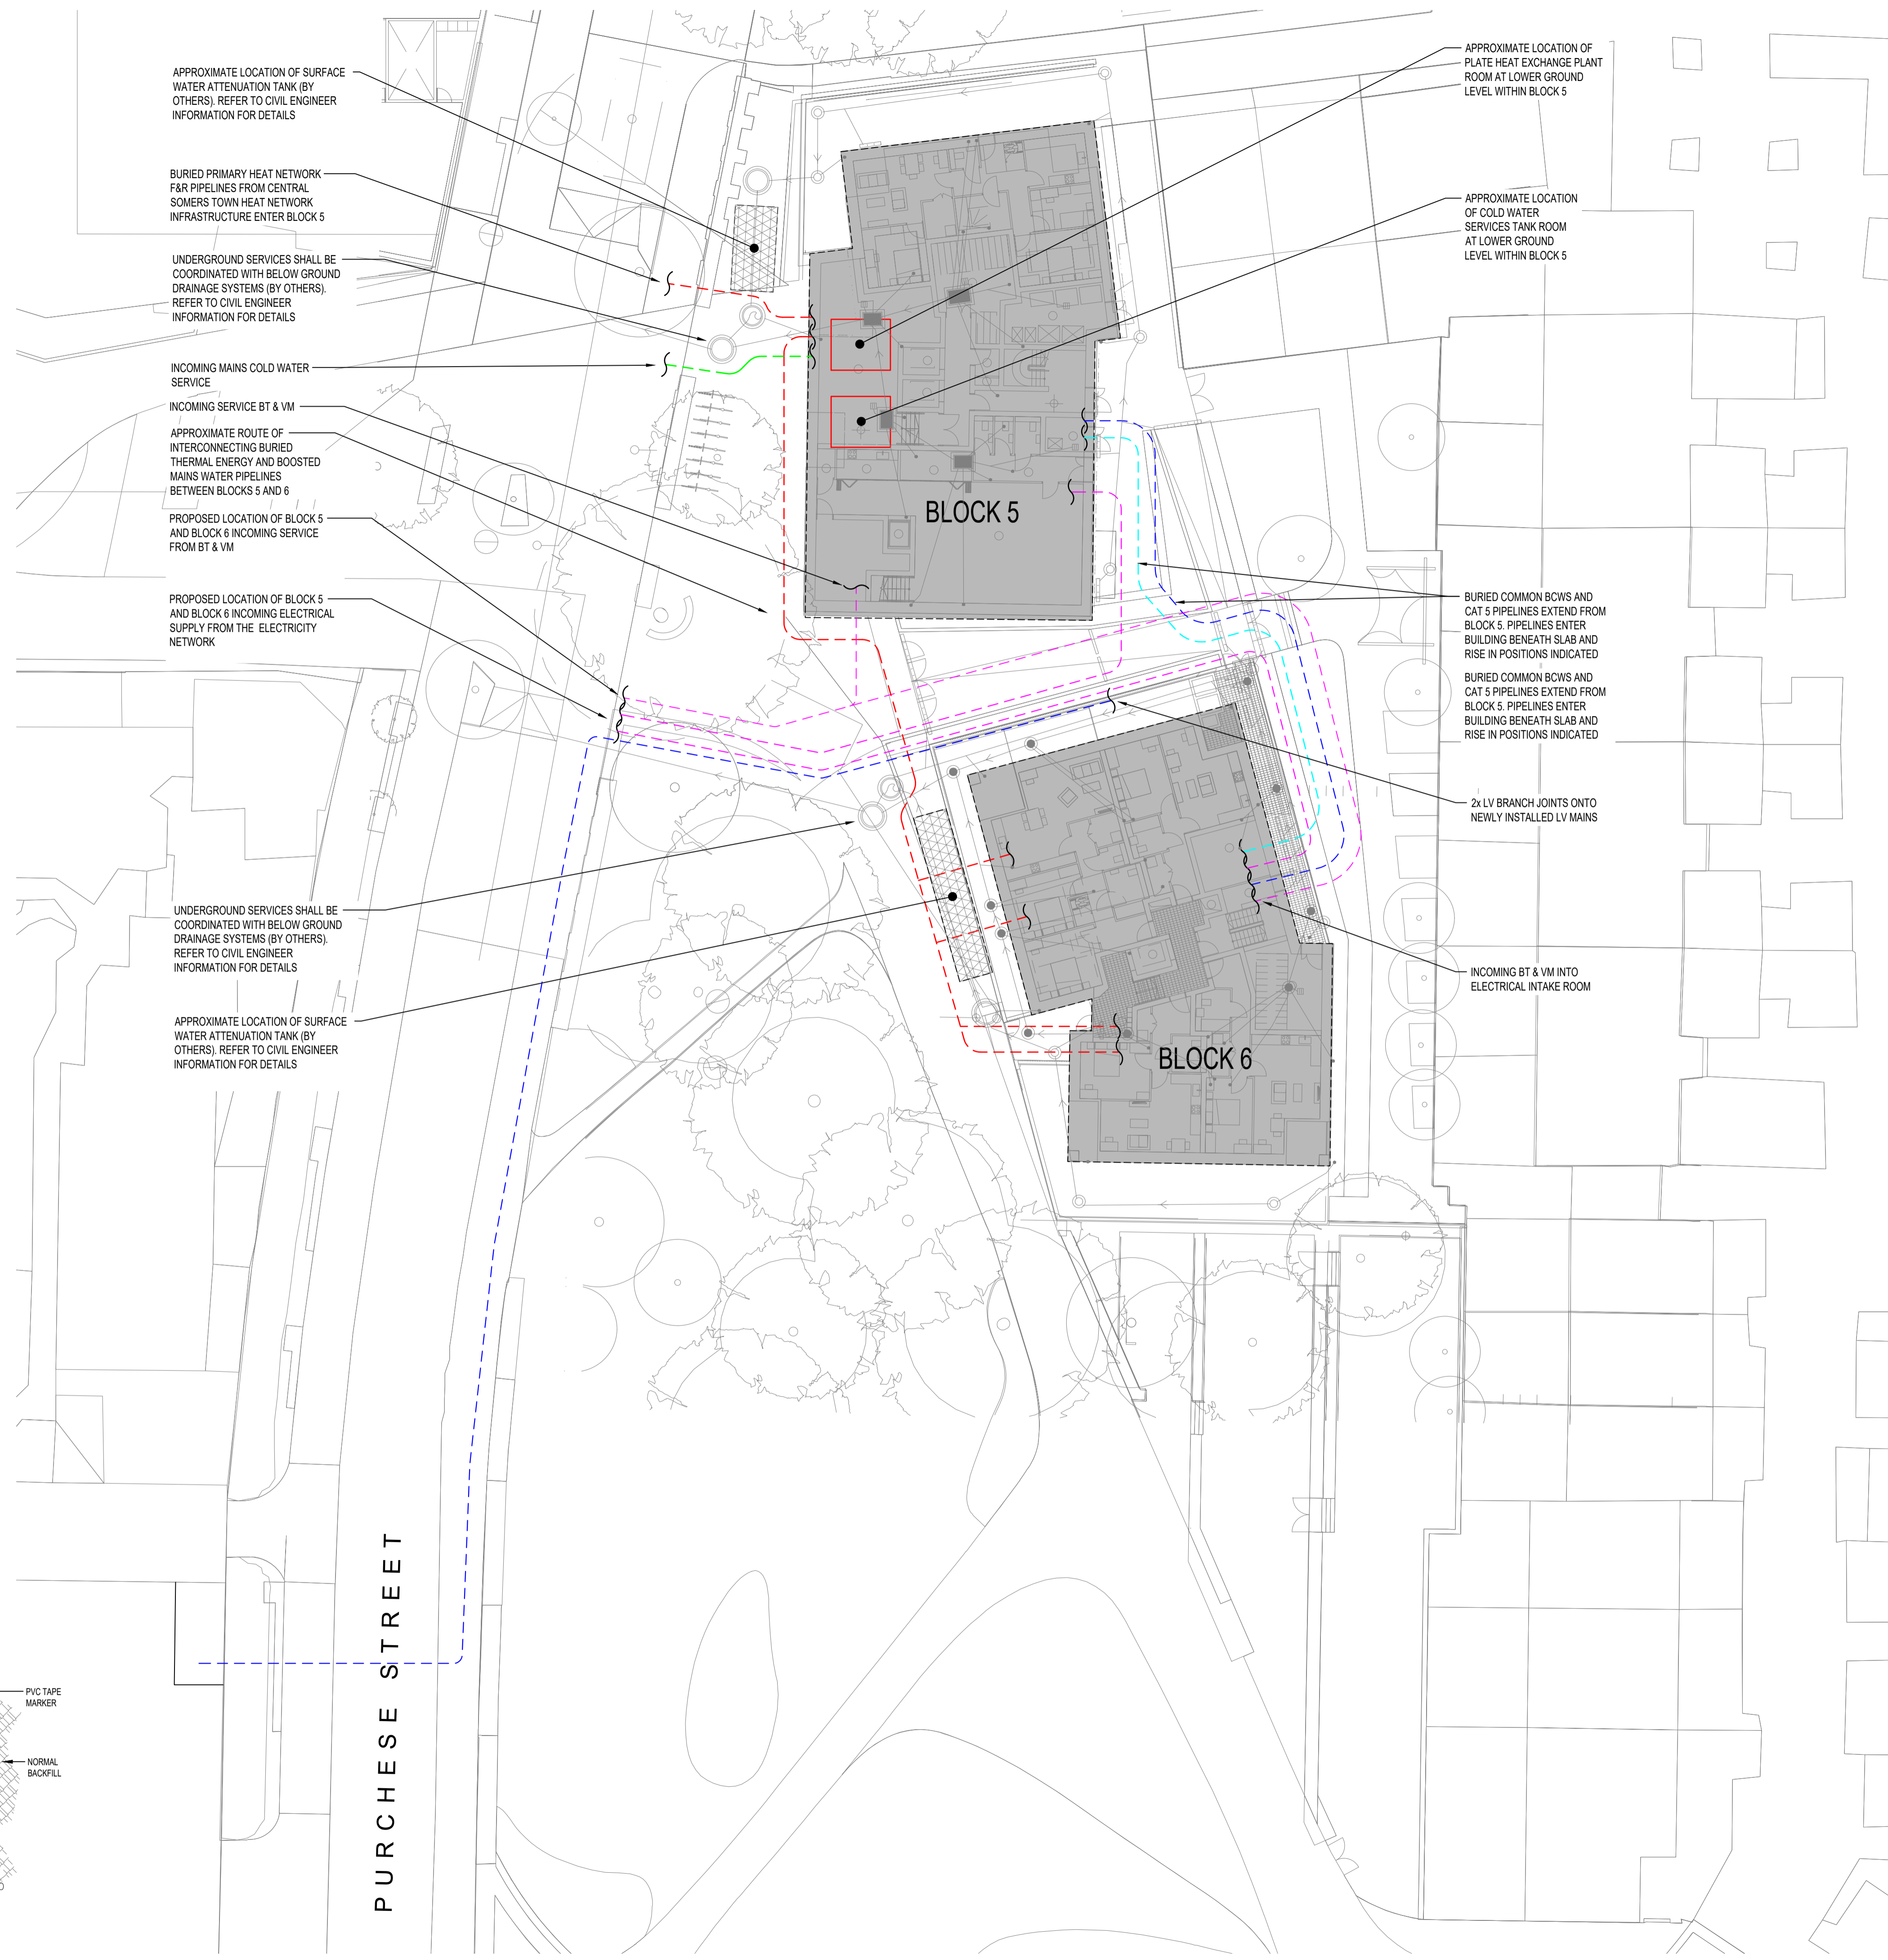 APPROXIMATE LOCATION OF SURFACE
WATER ATTENUATION TANK (BY
OTHERS). REFER TO CIVIL ENGINEER
INFORMATION FOR DETAILS
BURIED PRIMARY HEAT NETWORK
F&R PIPELINES FROM CENTRAL
SOMERS TOWN HEAT NETWORK
INFRASTRUCTURE ENTER BLOCK 5
UNDERGROUND SERVICES SHALL BE
COORDINATED WITH BELOW GROUND
DRAINAGE SYSTEMS (BY OTHERS).
REFER TO CIVIL ENGINEER
INFORMATION FOR DETAILS
INCOMING MAINS COLD WATER
SERVICE
INCOMING SERVICE BT & VM
APPROXIMATE ROUTE OF
INTERCONNECTING BURIED
THERMAL ENERGY AND BOOSTED
MAINS WATER PIPELINES
BETWEEN BLOCKS 5 AND 6
PROPOSED LOCATION OF BLOCK 5
AND BLOCK 6 INCOMING SERVICE
FROM BT & VM
PROPOSED LOCATION OF BLOCK 5
AND BLOCK 6 INCOMING ELECTRICAL
SUPPLY FROM THE ELECTRICITY
NETWORK
UNDERGROUND SERVICES SHALL BE
COORDINATED WITH BELOW GROUND
DRAINAGE SYSTEMS (BY OTHERS).
REFER TO CIVIL ENGINEER
INFORMATION FOR DETAILS
APPROXIMATE LOCATION OF SURFACE
WATER ATTENUATION TANK (BY
OTHERS). REFER TO CIVIL ENGINEER
INFORMATION FOR DETAILS
APPROXIMATE LOCATION OF
PLATE HEAT EXCHANGE PLANT
ROOM AT LOWER GROUND
LEVEL WITHIN BLOCK 5
APPROXIMATE LOCATION
OF COLD WATER
SERVICES TANK ROOM
AT LOWER GROUND
LEVEL WITHIN BLOCK 5
BLOCK 5
BURIED COMMON BCWS AND
CAT 5 PIPELINES EXTEND FROM
BLOCK 5. PIPELINES ENTER
BUILDING BENEATH SLAB AND
RISE IN POSITIONS INDICATED
BURIED COMMON BCWS AND
CAT 5 PIPELINES EXTEND FROM
BLOCK 5. PIPELINES ENTER
BUILDING BENEATH SLAB AND
RISE IN POSITIONS INDICATED
2x LV BRANCH JOINTS ONTO
NEWLY INSTALLED LV MAINS
INCOMING BT & VM INTO
ELECTRICAL INTAKE ROOM
BLOCK 6
PURCHESE STREET
PVC TAPE
MARKER
NORMAL
BACKFILL